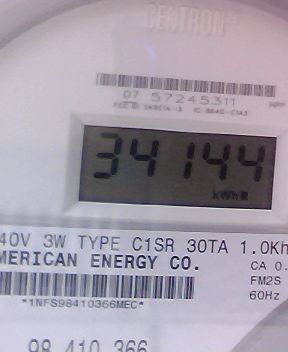 CENTRON®
07 57245311
34144
kWh
40V 3W TYPE C1SR 30TA 1.0Kh
MERICAN ENERGY CO.
CA 0.
FM2S
60Hz
*1NFS98410366MEC*
98 410 366